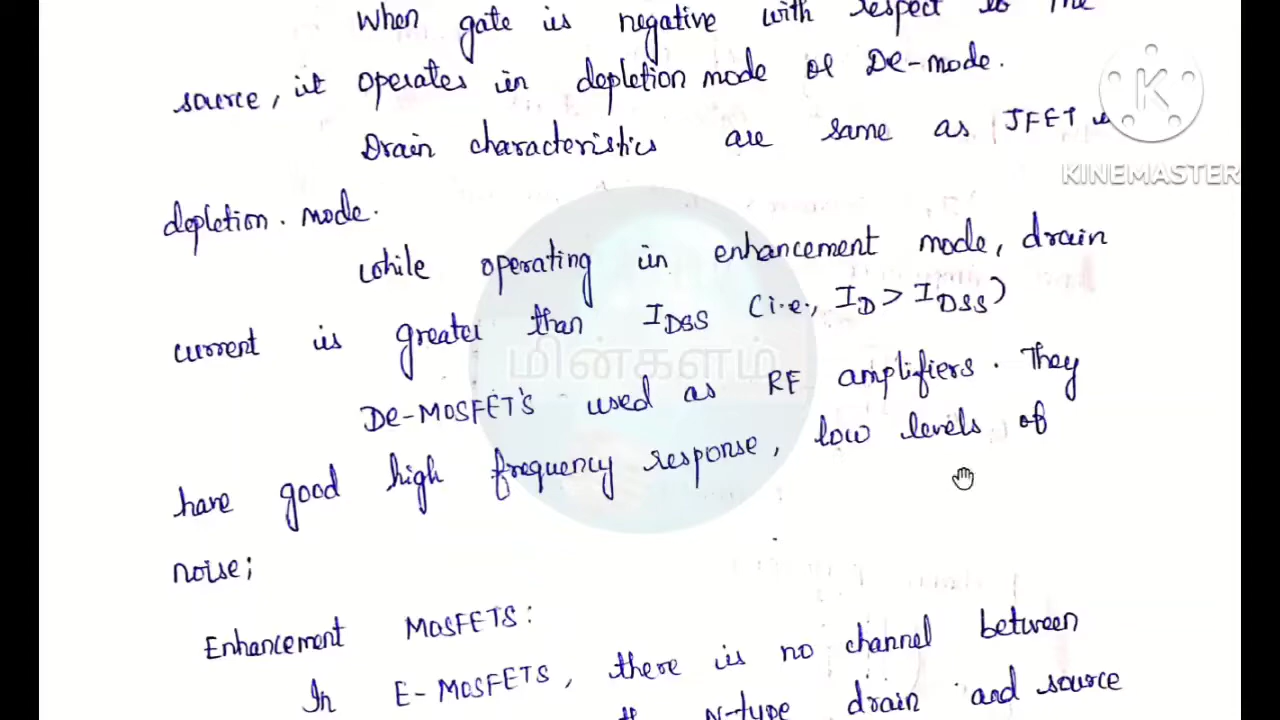 When gate is negative with respect to the
source, it operates in depletion mode or De-mode.
Drain characteristics are same as JFET in
depletion. mode.
While operating in enhancement mode, drain
current is greater than IDSS (i.e., ID > IDSS)
De-MOSFET'S used as RF amplifiers. They
have good high frequency response, low levels of
noise;
Enhancement MOSFETS:
In E-MOSFETS, there is no channel between
N-type drain and source
மின்களம்
K
KINEMASTER